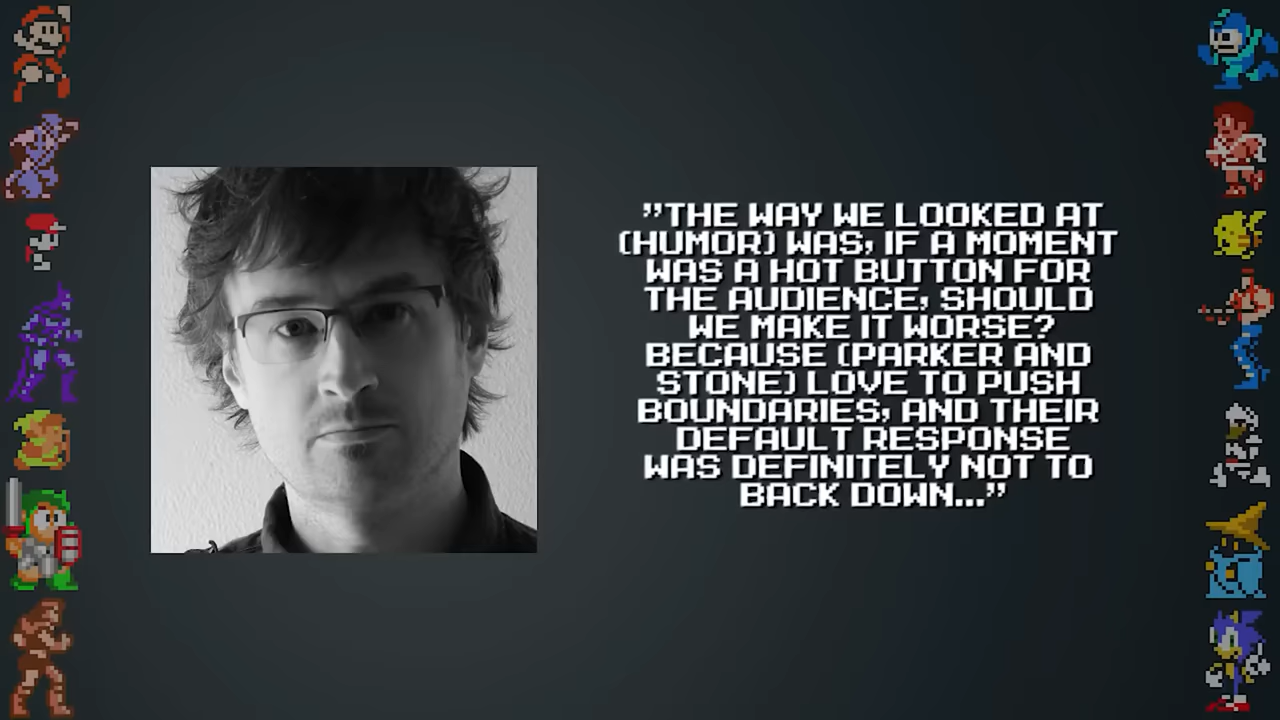 ”THE WAY WE LOOKED AT
(HUMOR) WAS, IF A MOMENT
WAS A HOT BUTTON FOR
THE AUDIENCE, SHOULD
WE MAKE IT WORSE?
BECAUSE (PARKER AND
STONE) LOVE TO PUSH
BOUNDARIES, AND THEIR
DEFAULT RESPONSE
WAS DEFINITELY NOT TO
BACK DOWN...”